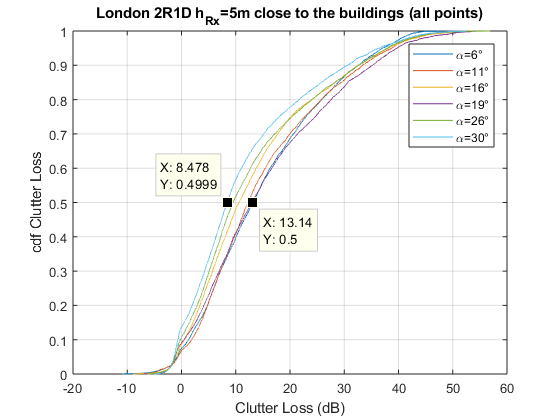 London 2R1D hRx=5m close to the buildings (all points)
1
0.9
0.8
0.7
0.6
0.5
0.4
0.3
0.2
0.1
0
cdf Clutter Loss
α=6°
α=11°
α=16°
α=19°
α=26°
α=30°
X: 8.478
Y: 0.4999
X: 13.14
Y: 0.5
-20 -10 0 10 20 30 40 50 60
Clutter Loss (dB)